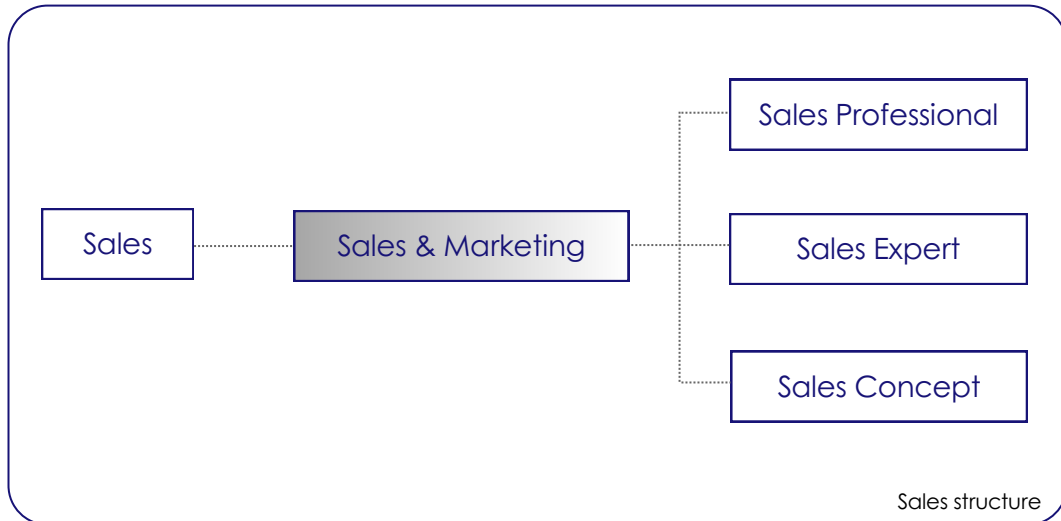 Sales Professional
Sales
Sales & Marketing
Sales Expert
Sales Concept
Sales structure